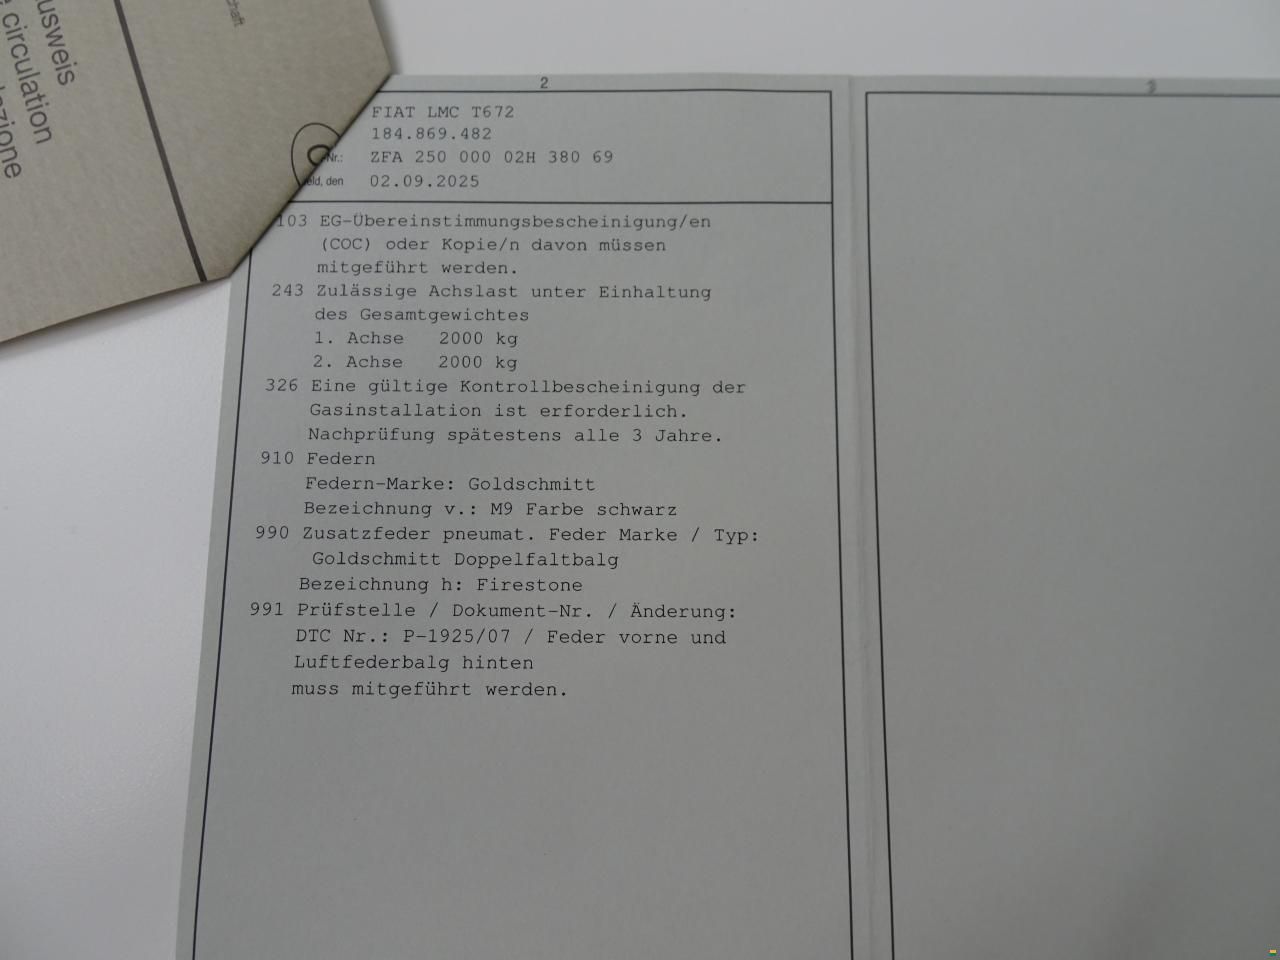 usweis
circulation
azione
chaft
2
FIAT LMC T672
184.869.482
Nr.: ZFA 250 000 02H 380 69
eld, den 02.09.2025
103 EG-Übereinstimmungsbescheinigung/en
(COC) oder Kopie/n davon müssen
mitgeführt werden.
243 Zulässige Achslast unter Einhaltung
des Gesamtgewichtes
1. Achse 2000 kg
2. Achse 2000 kg
326 Eine gültige Kontrollbescheinigung der
Gasinstallation ist erforderlich.
Nachprüfung spätestens alle 3 Jahre.
910 Federn
Federn-Marke: Goldschmitt
Bezeichnung v.: M9 Farbe schwarz
990 Zusatzfeder pneumat. Feder Marke / Typ:
Goldschmitt Doppelfaltbalg
Bezeichnung h: Firestone
991 Prüfstelle / Dokument-Nr. / Änderung:
DTC Nr.: P-1925/07 / Feder vorne und
Luftfederbalg hinten
muss mitgeführt werden.
3